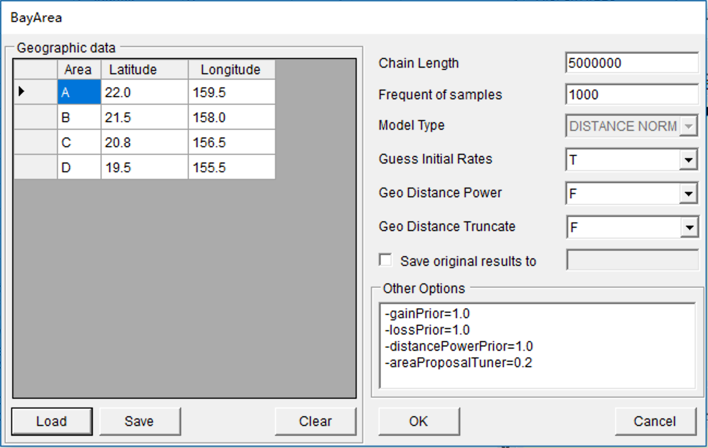 BayArea
Geographic data
Area Latitude Longitude
A 22.0 159.5
B 21.5 158.0
C 20.8 156.5
D 19.5 155.5
Load Save Clear
Chain Length 5000000
Frequent of samples 1000
Model Type DISTANCE NORM
Guess Initial Rates T
Geo Distance Power F
Geo Distance Truncate F
Save original results to
Other Options
-gainPrior=1.0
-lossPrior=1.0
-distancePowerPrior=1.0
-areaProposalTuner=0.2
OK Cancel